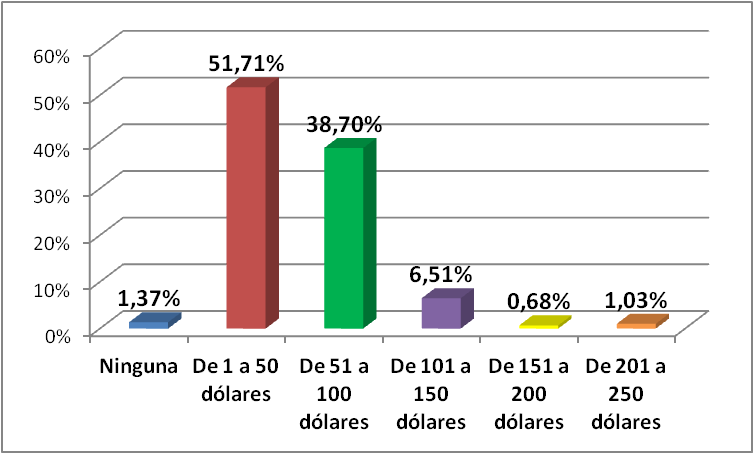 60%
50%
40%
30%
20%
10%
0%
1,37%
51,71%
38,70%
6,51%
0,68%
1,03%
Ninguna
De 1 a 50
dólares
De 51 a
100
dólares
De 101 a
150
dólares
De 151 a
200
dólares
De 201 a
250
dólares